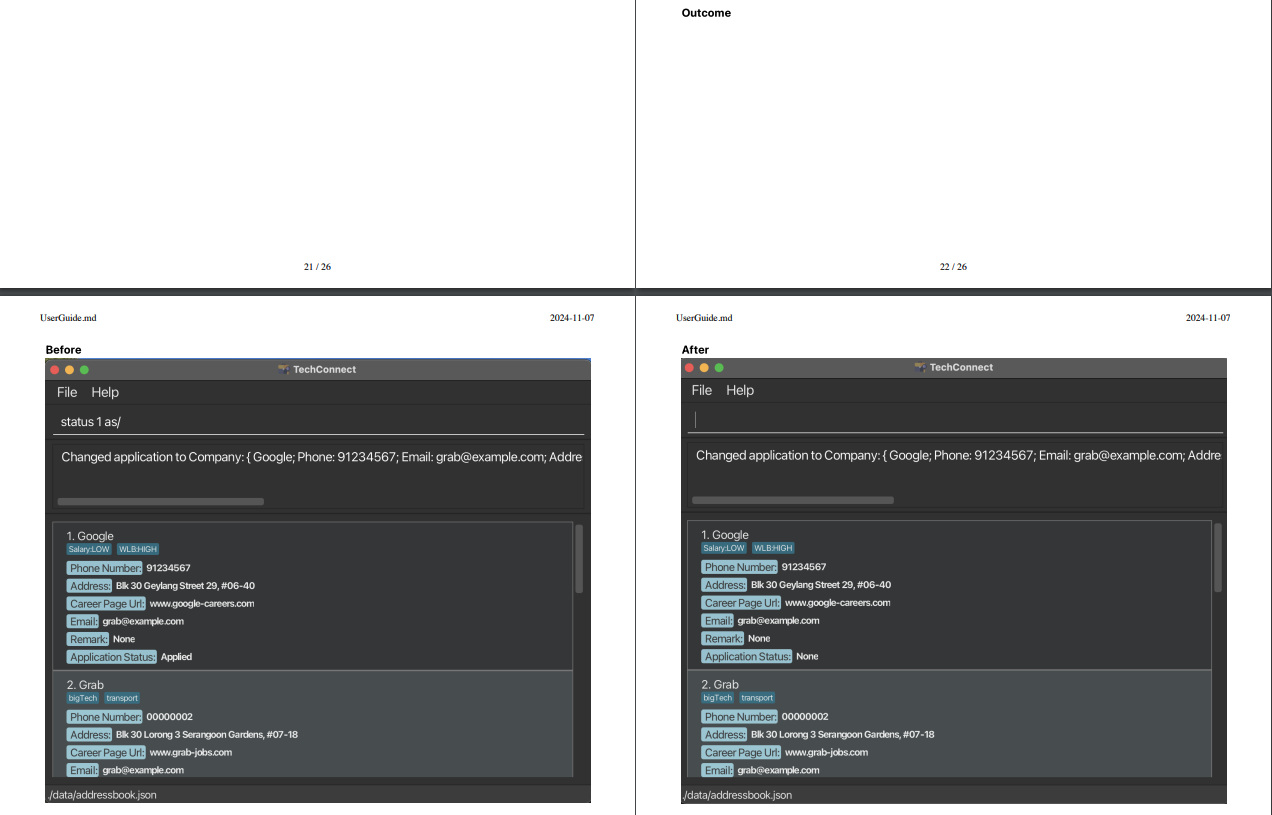 Outcome
21 / 26
22 / 26
UserGuide.md
2024-11-07
Before
TechConnect
File Help
status 1 as/
Changed application to Company: { Google; Phone: 91234567; Email: grab@example.com; Addre
1. Google
Salary:LOW WLB:HIGH
Phone Number: 91234567
Address: Blk 30 Geylang Street 29, #06-40
Career Page Url: www.google-careers.com
Email: grab@example.com
Remark: None
Application Status: Applied
2. Grab
bigTech transport
Phone Number: 00000002
Address: Blk 30 Lorong 3 Serangoon Gardens, #07-18
Career Page Url: www.grab-jobs.com
Email: grab@example.com
./data/addressbook.json
UserGuide.md
2024-11-07
After
TechConnect
File Help
Changed application to Company: { Google; Phone: 91234567; Email: grab@example.com; Addre
1. Google
Salary:LOW WLB:HIGH
Phone Number: 91234567
Address: Blk 30 Geylang Street 29, #06-40
Career Page Url: www.google-careers.com
Email: grab@example.com
Remark: None
Application Status: None
2. Grab
bigTech transport
Phone Number: 00000002
Address: Blk 30 Lorong 3 Serangoon Gardens, #07-18
Career Page Url: www.grab-jobs.com
Email: grab@example.com
./data/addressbook.json